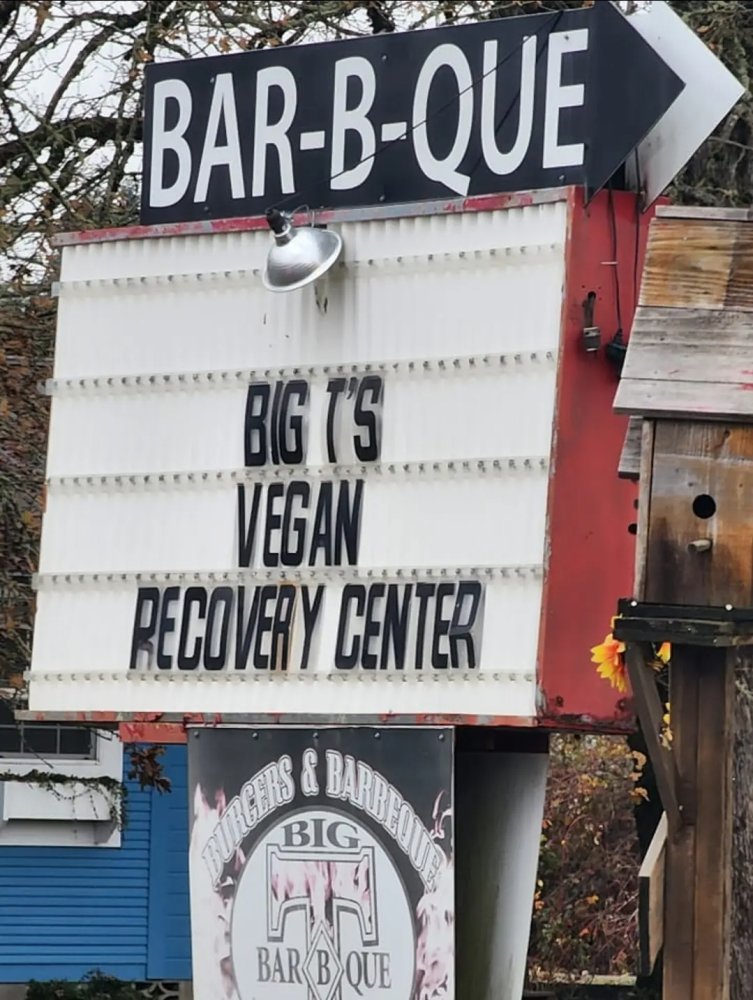 BAR-B-QUE
BIG T'S
VEGAN
RECOVERY CENTER
BURGERS & BARBEQUE
BIG
T
BAR B QUE